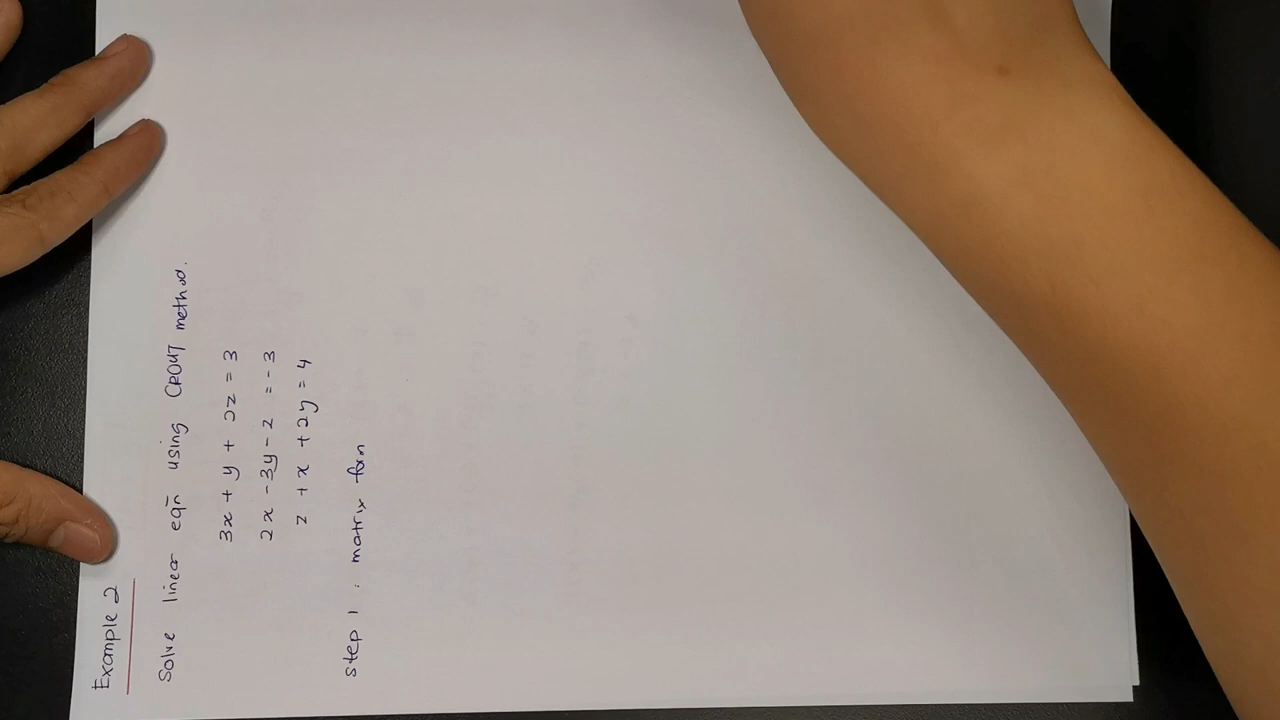 Example 2
Solve linear eqn̄ using CROUT method.
3x + y + 2z = 3
2x - 3y - z = -3
z + x + 2y = 4
step 1 : matrix form